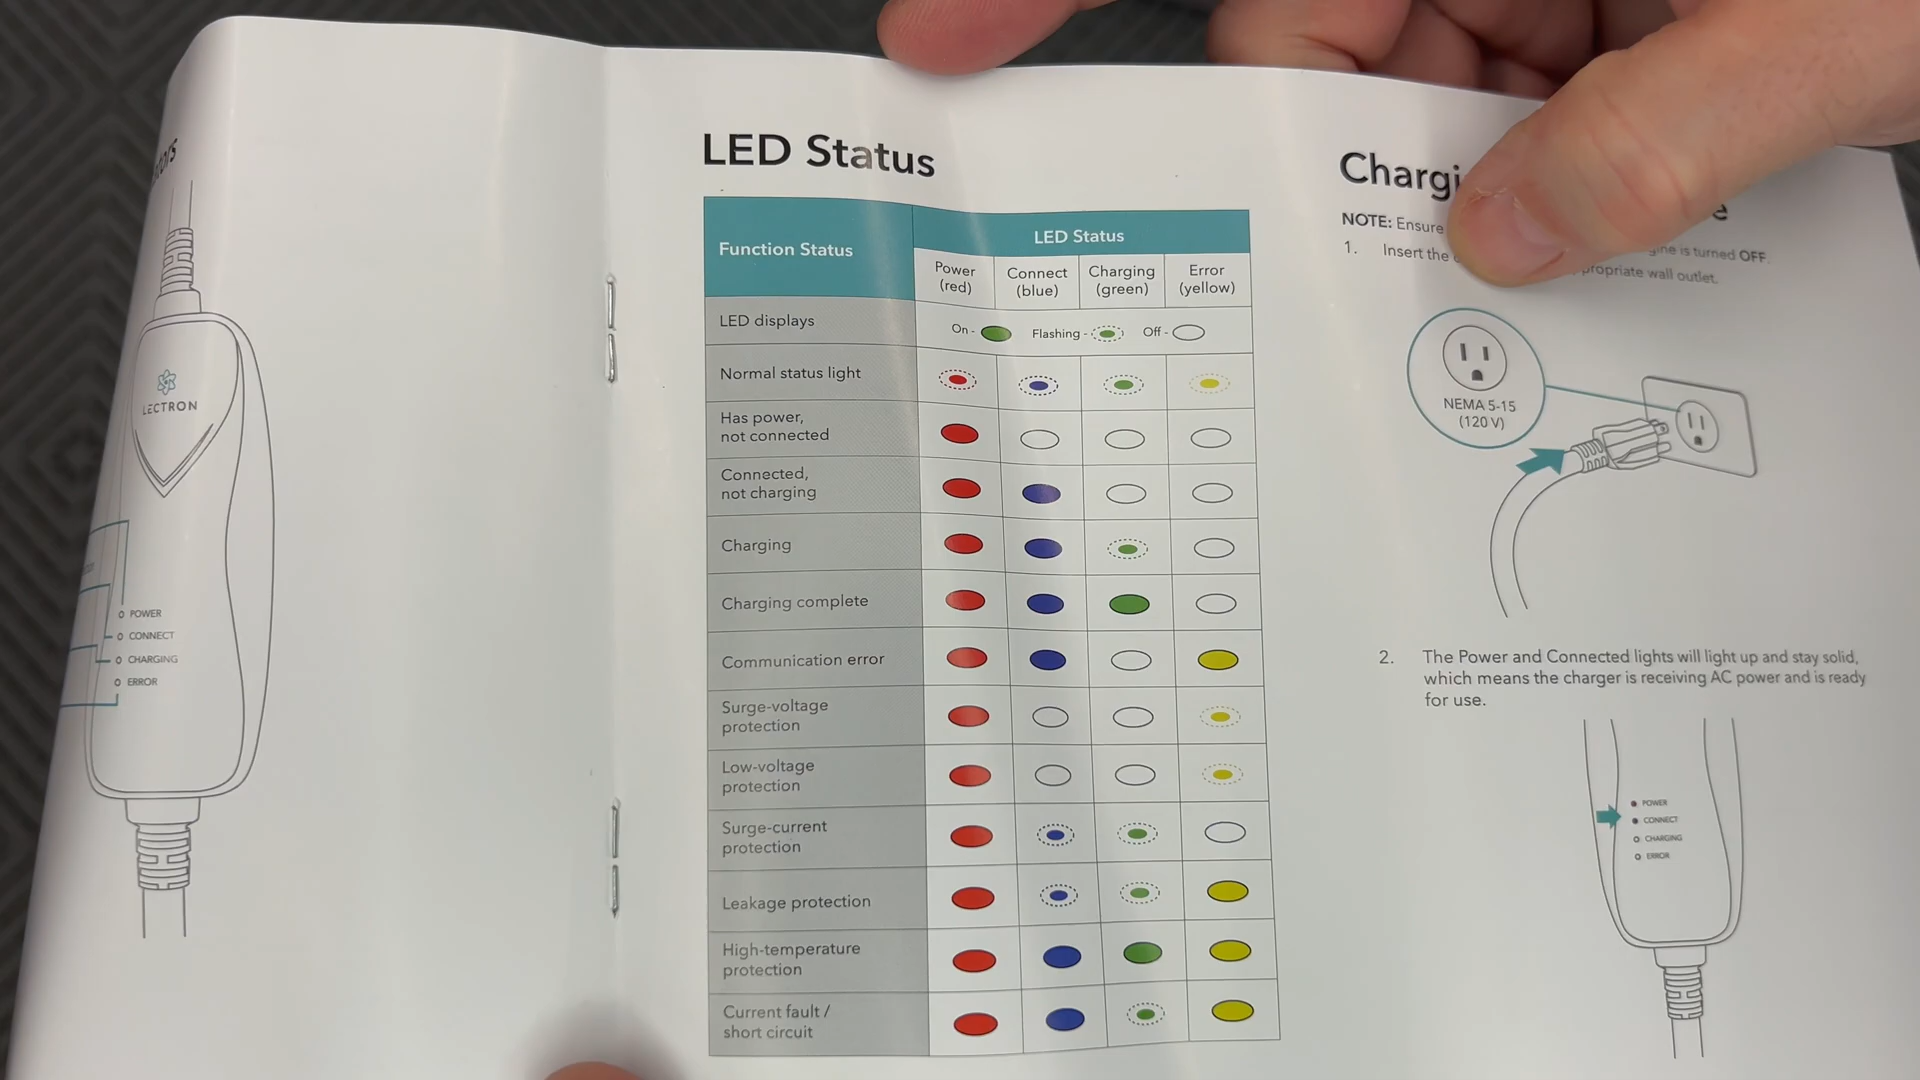 LECTRON
POWER
CONNECT
CHARGING
ERROR
LED Status
Function Status
LED Status
Power
(red)
Connect
(blue)
Charging
(green)
Error
(yellow)
LED displays
On -
Flashing -
Off -
Normal status light
Has power,
not connected
Connected,
not charging
Charging
Charging complete
Communication error
Surge-voltage
protection
Low-voltage
protection
Surge-current
protection
Leakage protection
High-temperature
protection
Current fault /
short circuit
NOTE: Ensure is turned OFF.
1. Insert the wall outlet.
NEMA 5-15
(120 V)
2. The Power and Connected lights will light up and stay solid,
which means the charger is receiving AC power and is ready
for use.
POWER
CONNECT
CHARGING
ERROR